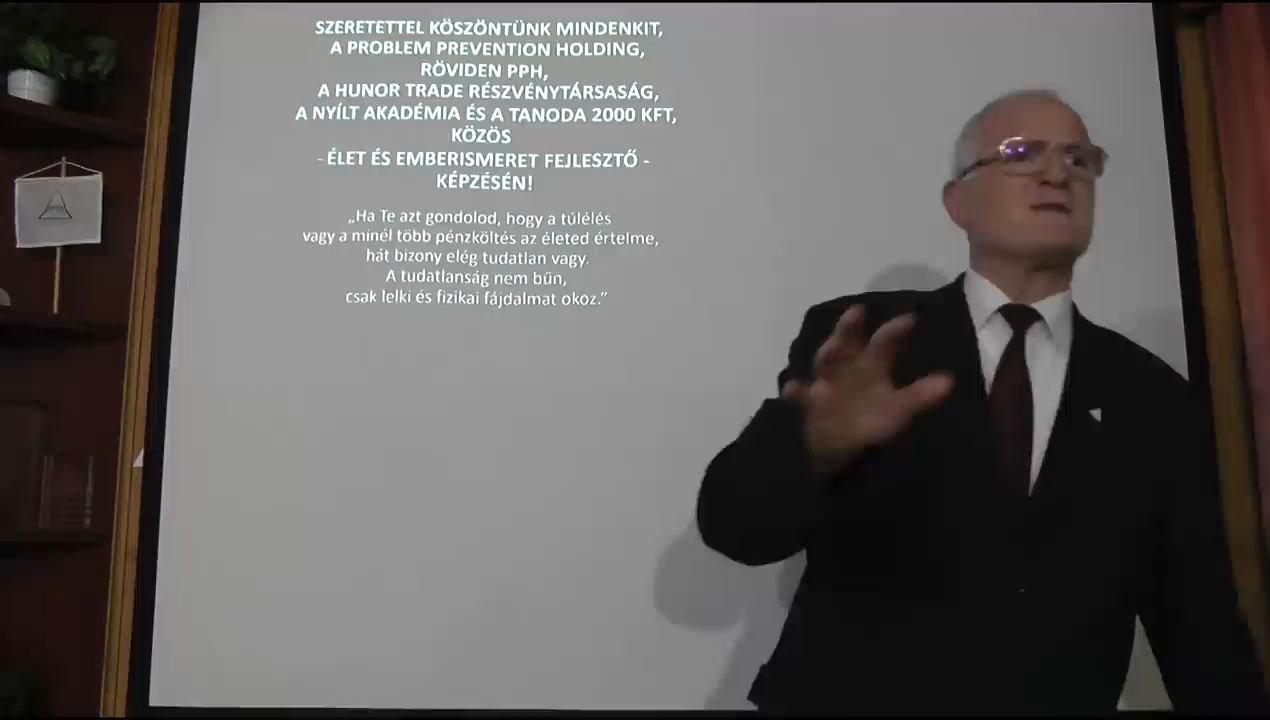 SZERETETTEL KÖSZÖNTÜNK MINDENKIT,
A PROBLEM PREVENTION HOLDING,
RÖVIDEN PPH,
A HUNOR TRADE RÉSZVÉNYTÁRSASÁG,
A NYÍLT AKADÉMIA ÉS A TANODA 2000 KFT,
KÖZÖS
- ÉLET ÉS EMBERISMERET FEJLESZTŐ -
KÉPZÉSÉN!
„Ha Te azt gondolod, hogy a túlélés
vagy a minél több pénzköltés az életed értelme,
hát bizony elég tudatlan vagy.
A tudatlanság nem bűn,
csak lelki és fizikai fájdalmat okoz.”